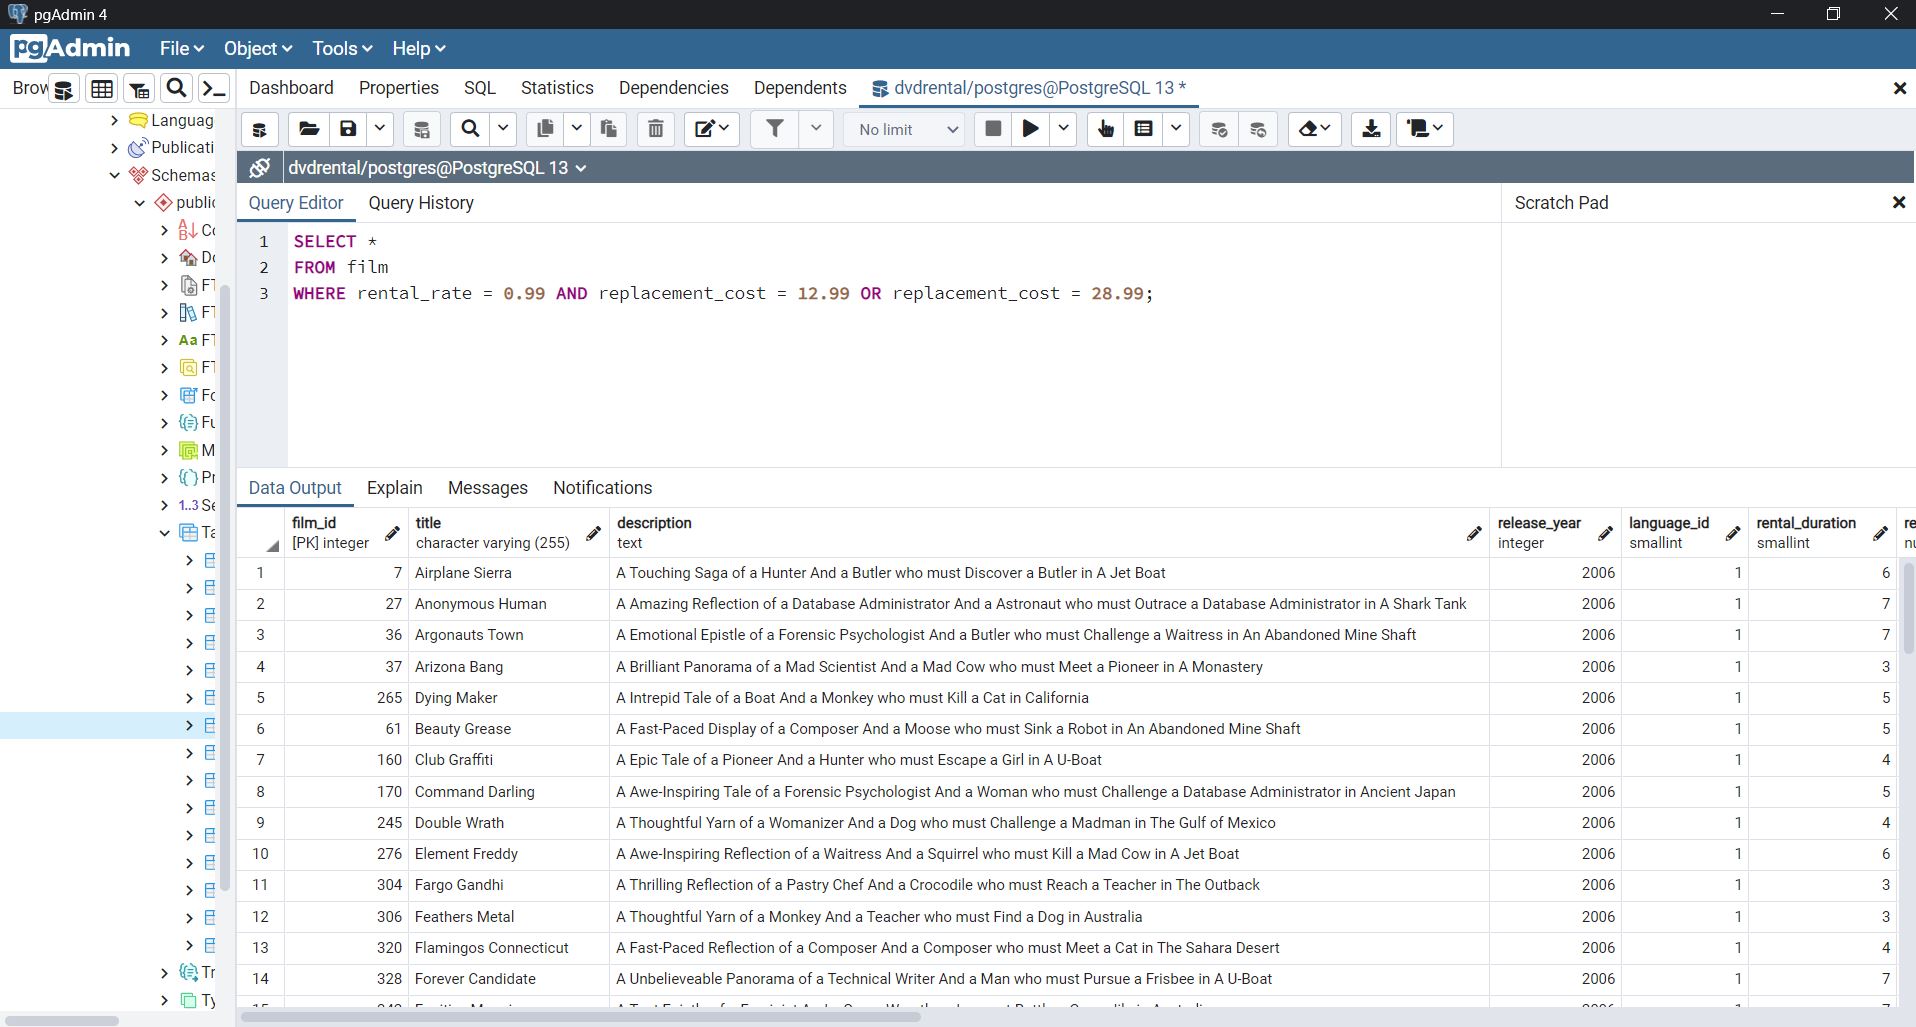 pgAdmin 4
pgAdmin File Object Tools Help
Brow
Dashboard Properties SQL Statistics Dependencies Dependents dvdrental/postgres@PostgreSQL 13 *
No limit
dvdrental/postgres@PostgreSQL 13
Languag
Publicati
Schemas
public
Co
Do
FT
FT
Aa FT
FT
Fo
Fu
M
Pr
1..3 Se
Ta
Tr
Ty
Query Editor Query History
Scratch Pad
1 SELECT *
2 FROM film
3 WHERE rental_rate = 0.99 AND replacement_cost = 12.99 OR replacement_cost = 28.99;
Data Output Explain Messages Notifications
film_id title description release_year language_id rental_duration re
[PK] integer character varying (255) text integer smallint smallint nu
1 7 Airplane Sierra A Touching Saga of a Hunter And a Butler who must Discover a Butler in A Jet Boat 2006 1 6
2 27 Anonymous Human A Amazing Reflection of a Database Administrator And a Astronaut who must Outrace a Database Administrator in A Shark Tank 2006 1 7
3 36 Argonauts Town A Emotional Epistle of a Forensic Psychologist And a Butler who must Challenge a Waitress in An Abandoned Mine Shaft 2006 1 7
4 37 Arizona Bang A Brilliant Panorama of a Mad Scientist And a Mad Cow who must Meet a Pioneer in A Monastery 2006 1 3
5 265 Dying Maker A Intrepid Tale of a Boat And a Monkey who must Kill a Cat in California 2006 1 5
6 61 Beauty Grease A Fast-Paced Display of a Composer And a Moose who must Sink a Robot in An Abandoned Mine Shaft 2006 1 5
7 160 Club Graffiti A Epic Tale of a Pioneer And a Hunter who must Escape a Girl in A U-Boat 2006 1 4
8 170 Command Darling A Awe-Inspiring Tale of a Forensic Psychologist And a Woman who must Challenge a Database Administrator in Ancient Japan 2006 1 5
9 245 Double Wrath A Thoughtful Yarn of a Womanizer And a Dog who must Challenge a Madman in The Gulf of Mexico 2006 1 4
10 276 Element Freddy A Awe-Inspiring Reflection of a Waitress And a Squirrel who must Kill a Mad Cow in A Jet Boat 2006 1 6
11 304 Fargo Gandhi A Thrilling Reflection of a Pastry Chef And a Crocodile who must Reach a Teacher in The Outback 2006 1 3
12 306 Feathers Metal A Thoughtful Yarn of a Monkey And a Teacher who must Find a Dog in Australia 2006 1 3
13 320 Flamingos Connecticut A Fast-Paced Reflection of a Composer And a Composer who must Meet a Cat in The Sahara Desert 2006 1 4
14 328 Forever Candidate A Unbelieveable Panorama of a Technical Writer And a Man who must Pursue a Frisbee in A U-Boat 2006 1 7